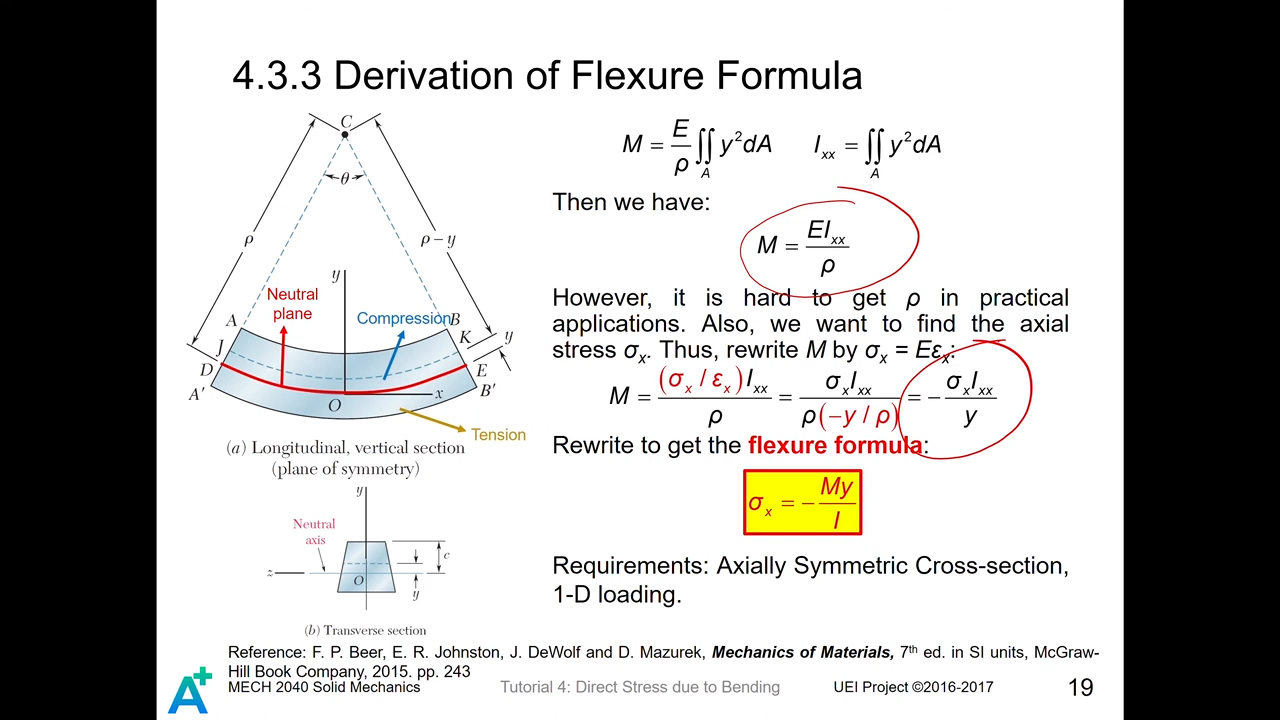 4.3.3 Derivation of Flexure Formula
C
θ
ρ
ρ − y
y
Neutral
plane
Compression
A
B
J
K
y
D
E
A'
B'
O
x
Tension
(a) Longitudinal, vertical section
(plane of symmetry)
y
Neutral
axis
c
z
O
y
(b) Transverse section
M = E/ρ ∬_A y²dA I_xx = ∬_A y²dA
Then we have:
M = EI_xx/ρ
However, it is hard to get ρ in practical
applications. Also, we want to find the axial
stress σ_x. Thus, rewrite M by σ_x = Eε_x:
M = (σ_x / ε_x)I_xx/ρ = σ_xI_xx/ρ(−y / ρ) = − σ_xI_xx/y
Rewrite to get the flexure formula:
σ_x = − My/I
Requirements: Axially Symmetric Cross-section,
1-D loading.
Reference: F. P. Beer, E. R. Johnston, J. DeWolf and D. Mazurek, Mechanics of Materials, 7th ed. in SI units, McGraw-
Hill Book Company, 2015. pp. 243
A+
MECH 2040 Solid Mechanics
Tutorial 4: Direct Stress due to Bending
UEI Project ©2016-2017
19